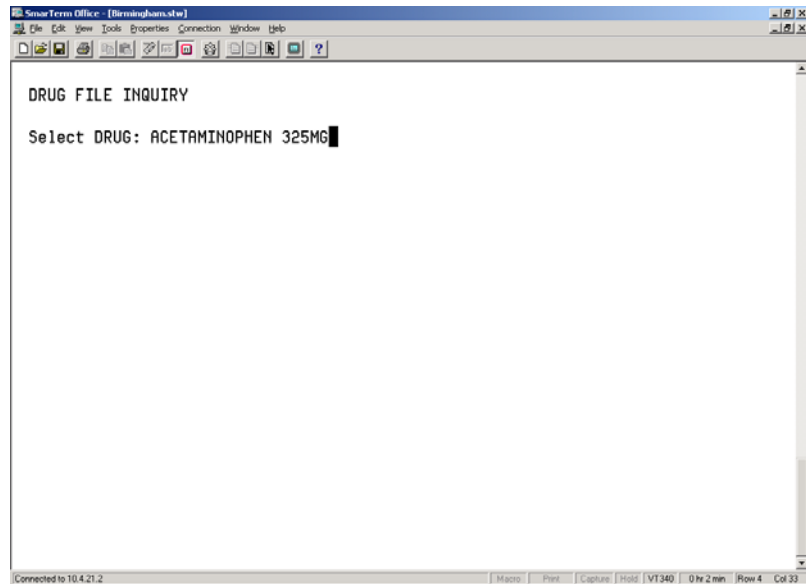 SmarTerm Office - [Birmingham.stw]
File Edit View Tools Properties Connection Window Help
DRUG FILE INQUIRY
Select DRUG: ACETAMINOPHEN 325MG
Connected to 10.4.21.2
Macro Print Capture Hold VT340 0 hr 2 min Row 4 Col 33